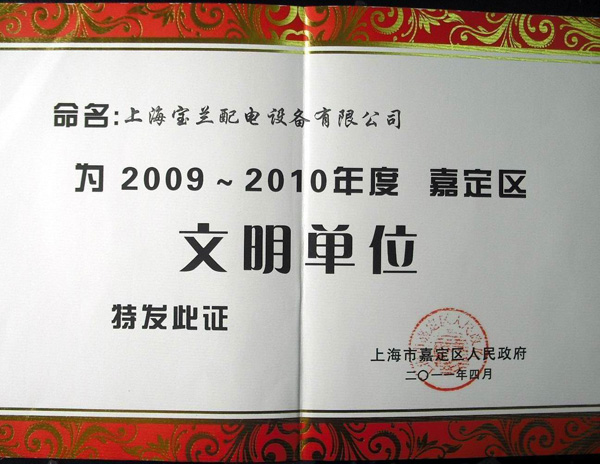 命名:上海宝兰配电设备有限公司
为 2009～2010年度 嘉定区
文明单位
特发此证
上海市嘉定区人民政府
二〇一一年四月